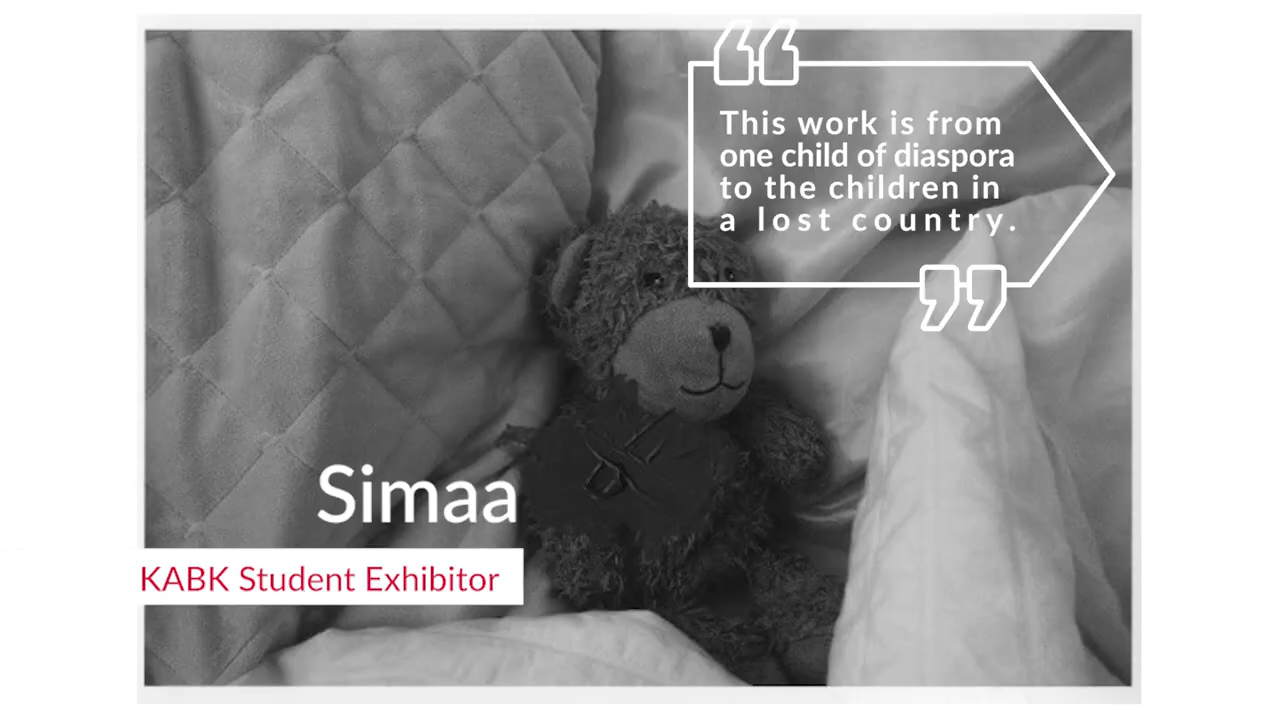 This work is from
one child of diaspora
to the children in
a lost country.
Simaa
KABK Student Exhibitor